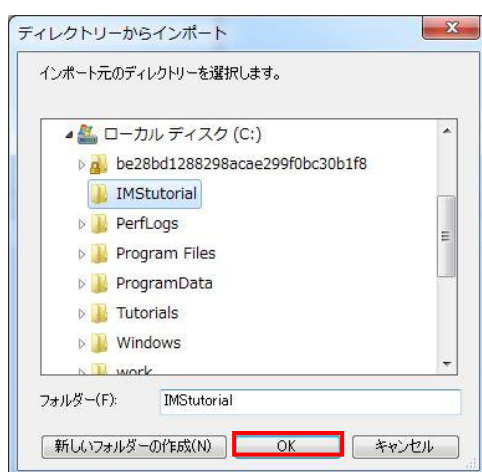 ディレクトリーからインポート
インポート元のディレクトリーを選択します。
ローカル ディスク (C:)
be28bd1288298acae299f0bc30b1f8
IMStutorial
PerfLogs
Program Files
ProgramData
Tutorials
Windows
work
フォルダー(F): IMStutorial
新しいフォルダーの作成(N) OK キャンセル